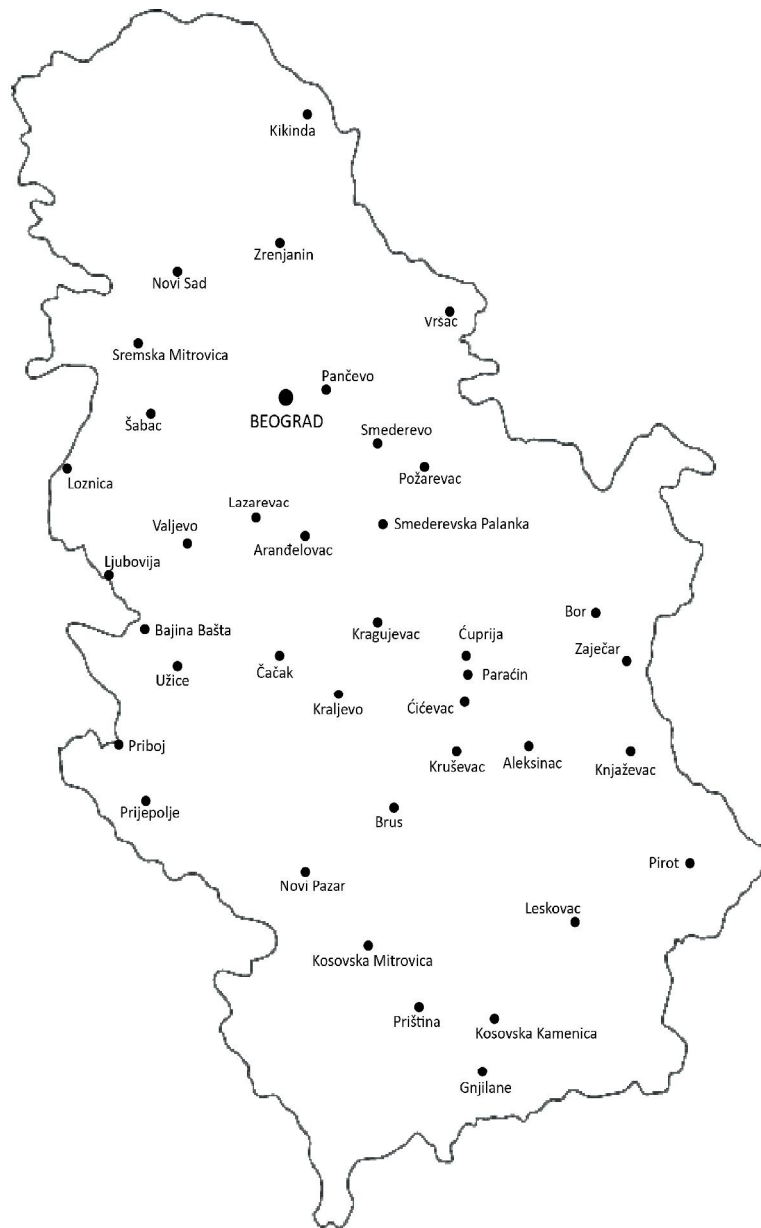 Kikinda
Zrenjanin
Novi Sad
Vršac
Sremska Mitrovica
Pančevo
Šabac
BEOGRAD
Smederevo
Loznica
Požarevac
Lazarevac
Smederevska Palanka
Valjevo
Aranđelovac
Ljubovija
Bor
Bajina Bašta
Kragujevac
Ćuprija
Zaječar
Užice
Čačak
Paraćin
Kraljevo
Ćićevac
Priboj
Kruševac
Aleksinac
Knjaževac
Prijepolje
Brus
Pirot
Novi Pazar
Leskovac
Kosovska Mitrovica
Priština
Kosovska Kamenica
Gnjilane